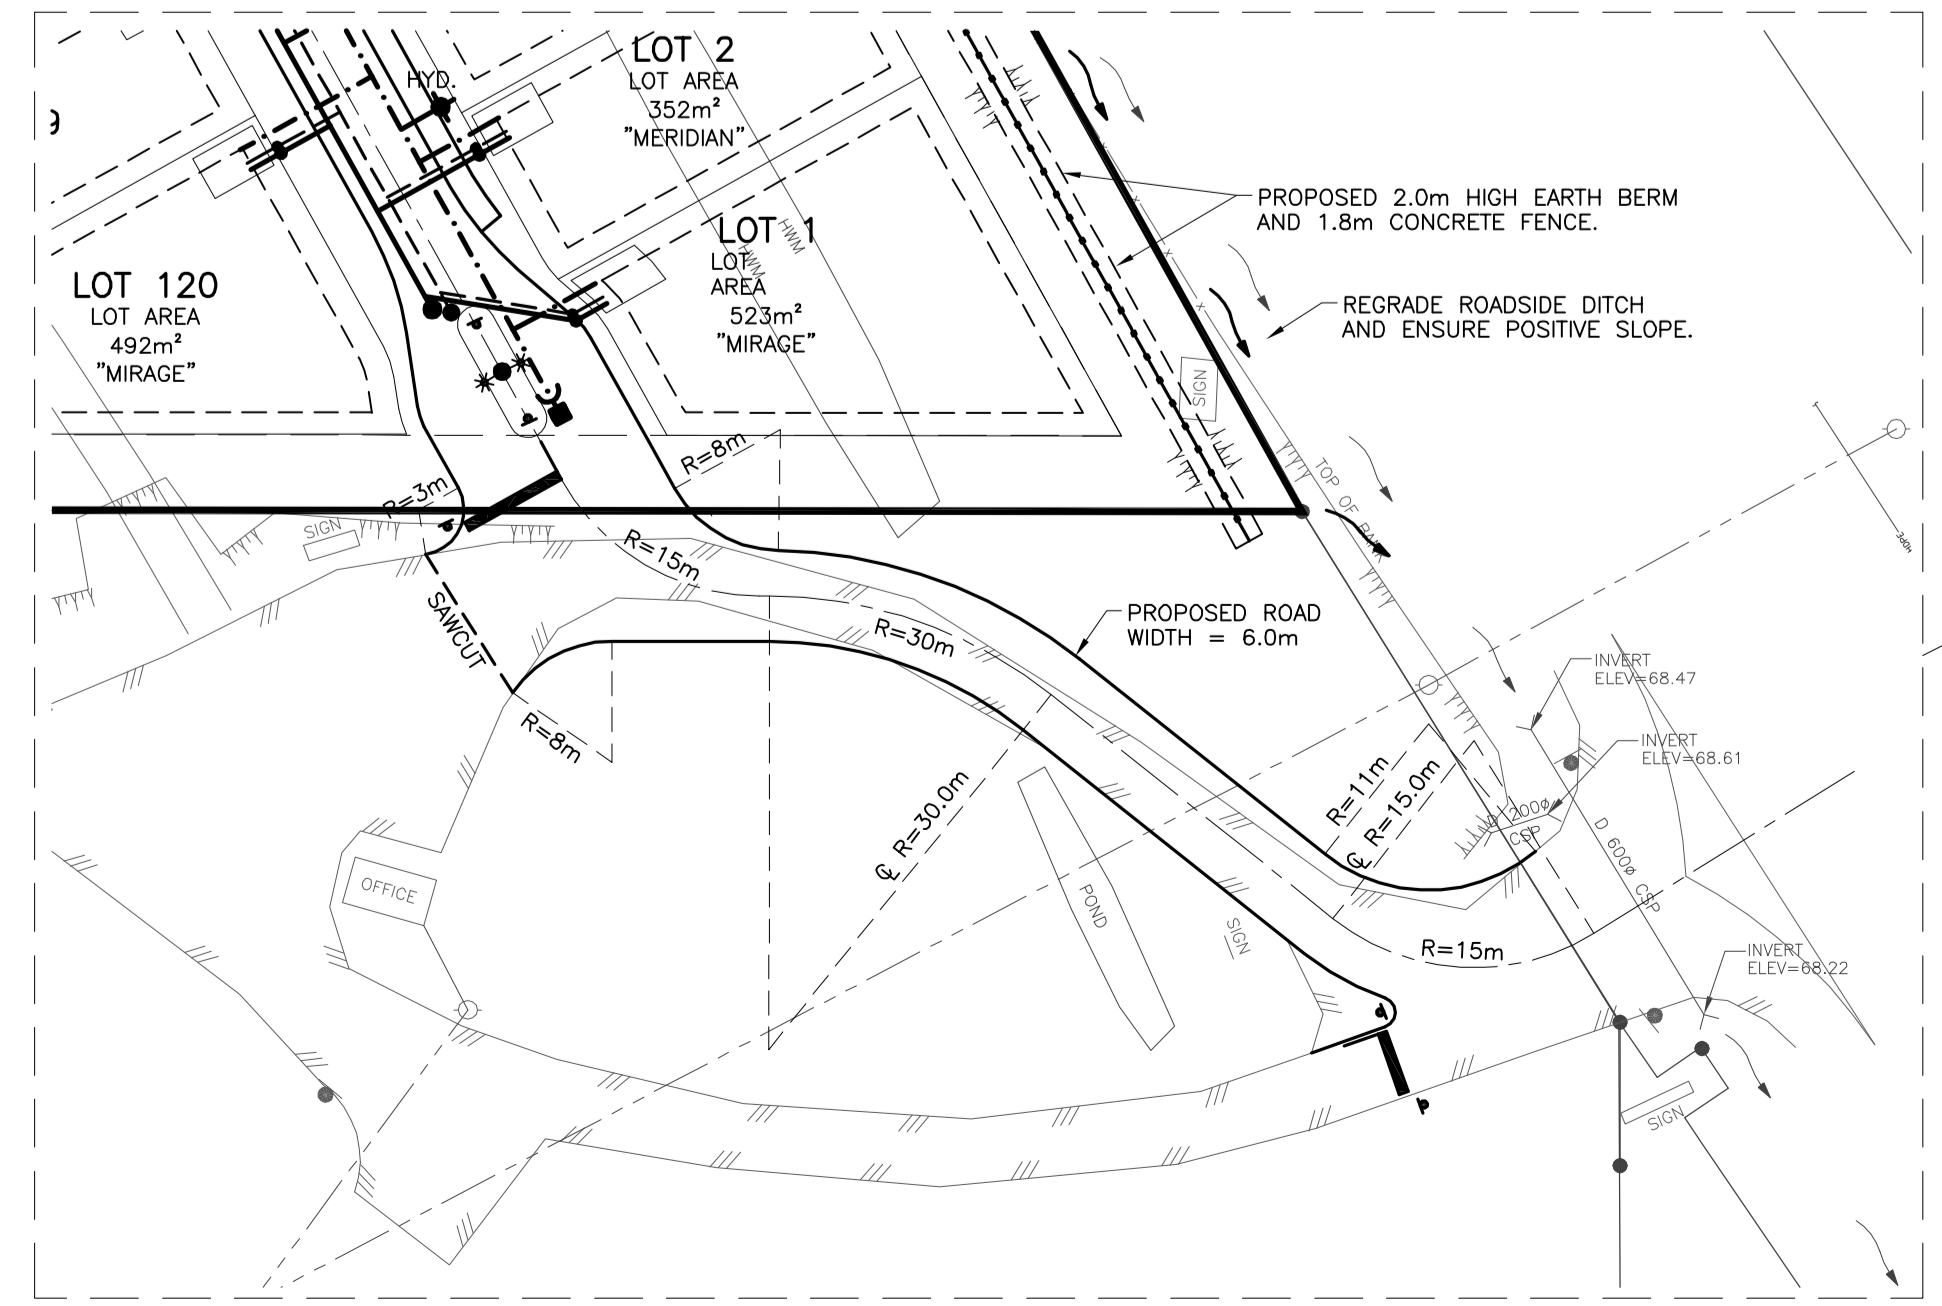 LOT 2
LOT AREA
352m²
"MERIDIAN"
HYD.
9
LOT 1
LOT
AREA
523m²
"MIRAGE"
HWM
HWM
LOT 120
LOT AREA
492m²
"MIRAGE"
PROPOSED 2.0m HIGH EARTH BERM
AND 1.8m CONCRETE FENCE.
REGRADE ROADSIDE DITCH
AND ENSURE POSITIVE SLOPE.
SIGN
TOP OF BANK
R=8m
R=3m
SIGN
R=15m
SAWCUT
R=30m
PROPOSED ROAD
WIDTH = 6.0m
HOPE
INVERT
ELEV=68.47
INVERT
ELEV=68.61
R=8m
R=11m
℄ R=15.0m
℄ R=30.0m
D 200ø
CSP
D 600ø CSP
OFFICE
POND
SIGN
R=15m
INVERT
ELEV=68.22
SIGN